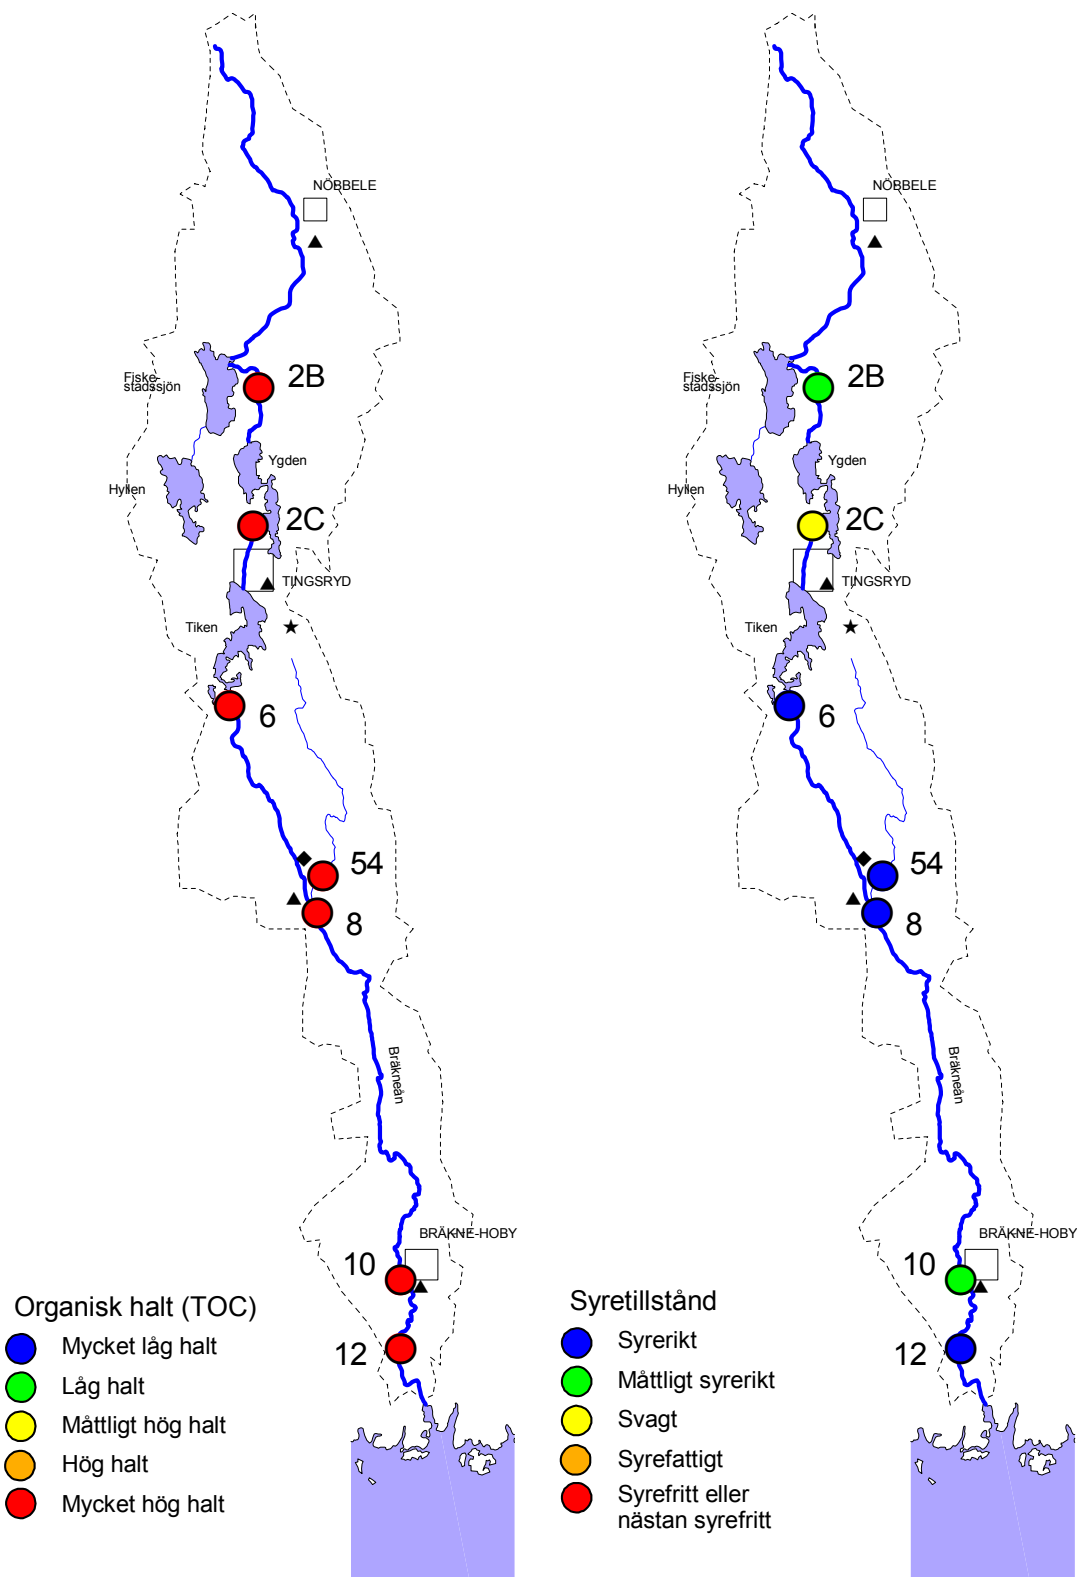 NÖBBELE
2B
Fiske-
stadssjön
Ygden
Hyllen
2C
TINGSRYD
Tiken
6
54
8
Bräkneån
BRÄKNE-HOBY
10
12
Organisk halt (TOC)
Mycket låg halt
Låg halt
Måttligt hög halt
Hög halt
Mycket hög halt
NÖBBELE
2B
Fiske-
stadssjön
Ygden
Hyllen
2C
TINGSRYD
Tiken
6
54
8
Bräkneån
BRÄKNE-HOBY
10
12
Syretillstånd
Syrerikt
Måttligt syrerikt
Svagt
Syrefattigt
Syrefritt eller
nästan syrefritt